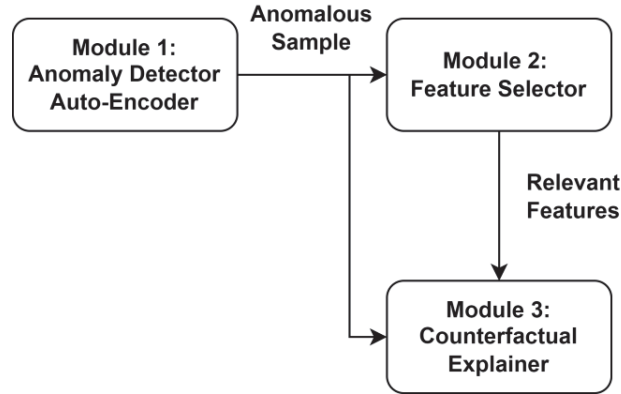 Module 1:
Anomaly Detector
Auto-Encoder
Anomalous
Sample
Module 2:
Feature Selector
Relevant
Features
Module 3:
Counterfactual
Explainer